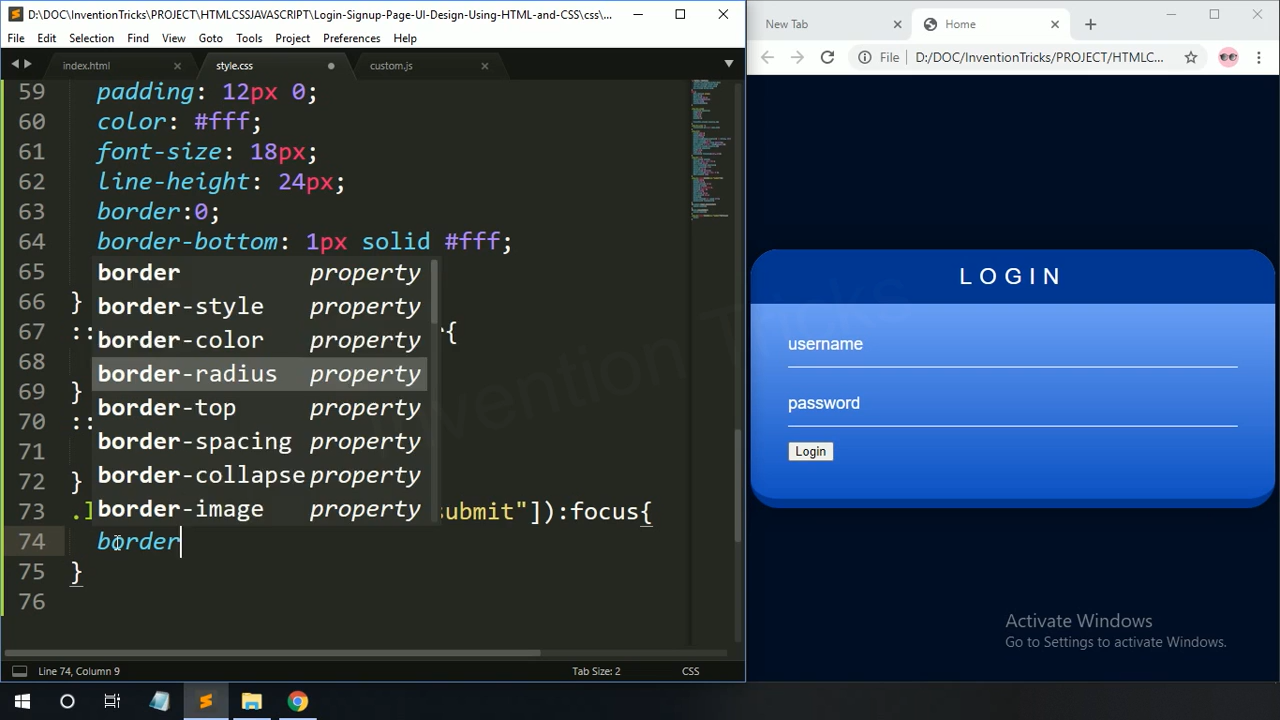 D:\DOC\InventionTricks\PROJECT\HTMLCSSJAVASCRIPT\Login-Signup-Page-UI-Design-Using-HTML-and-CSS\css\...
File Edit Selection Find View Goto Tools Project Preferences Help
index.html style.css custom.js
59 padding: 12px 0;
60 color: #fff;
61 font-size: 18px;
62 line-height: 24px;
63 border:0;
64 border-bottom: 1px solid #fff;
65 border property
66 } border-style property
67 :: border-color property {
68 border-radius property
69 } border-top property
70 :: border-spacing property
71 border-collapse property
72 }
73 border-image property submit"]):focus{
74 border
75 }
76
Line 74, Column 9 Tab Size: 2 CSS
New Tab Home
File D:/DOC/InventionTricks/PROJECT/HTMLC...
LOGIN
username
password
Login
Invention Tricks
Activate Windows
Go to Settings to activate Windows.